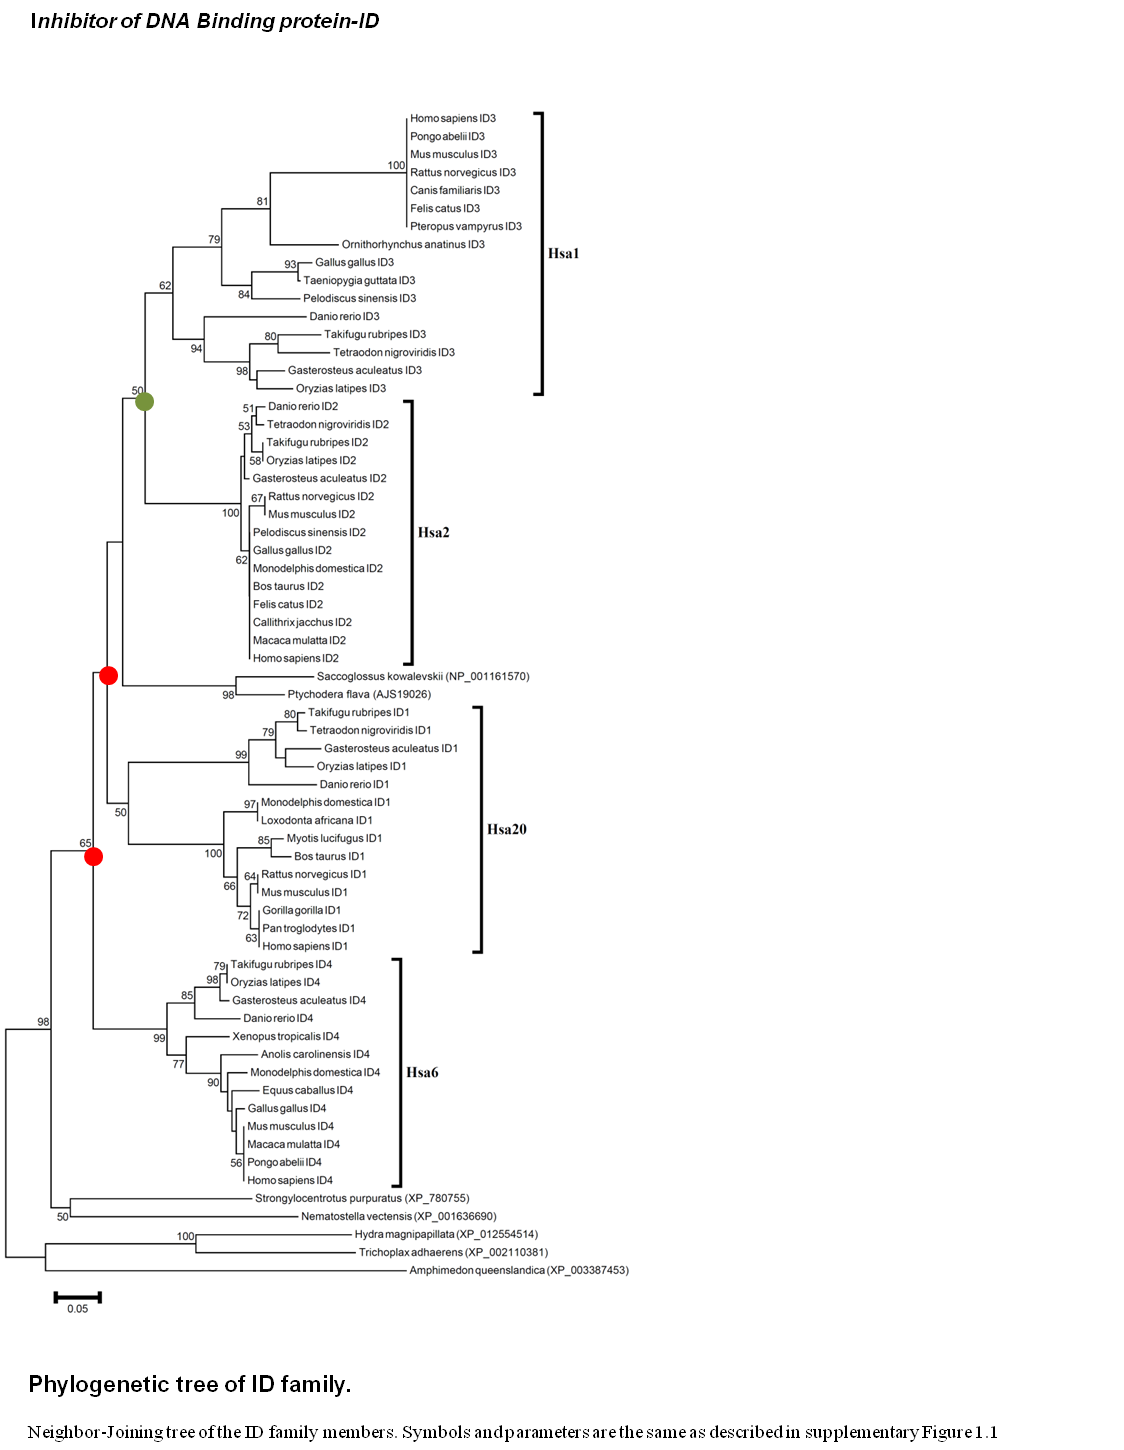 Inhibitor of DNA Binding protein-ID
Homo sapiens ID3
Pongo abelii ID3
Mus musculus ID3
100
Rattus norvegicus ID3
Canis familiaris ID3
81
Felis catus ID3
Pteropus vampyrus ID3
79
Ornithorhynchus anatinus ID3
Hsa1
93
Gallus gallus ID3
Taeniopygia guttata ID3
62
84
Pelodiscus sinensis ID3
Danio rerio ID3
80
Takifugu rubripes ID3
94
Tetraodon nigroviridis ID3
98
Gasterosteus aculeatus ID3
50
Oryzias latipes ID3
51
Danio rerio ID2
53
Tetraodon nigroviridis ID2
Takifugu rubripes ID2
58
Oryzias latipes ID2
Gasterosteus aculeatus ID2
67
Rattus norvegicus ID2
100
Mus musculus ID2
Pelodiscus sinensis ID2
Hsa2
Gallus gallus ID2
62
Monodelphis domestica ID2
Bos taurus ID2
Felis catus ID2
Callithrix jacchus ID2
Macaca mulatta ID2
Homo sapiens ID2
Saccoglossus kowalevskii (NP_001161570)
98
Ptychodera flava (AJS19026)
80
Takifugu rubripes ID1
79
Tetraodon nigroviridis ID1
99
Gasterosteus aculeatus ID1
Oryzias latipes ID1
Danio rerio ID1
97
Monodelphis domestica ID1
50
Loxodonta africana ID1
Hsa20
85
Myotis lucifugus ID1
65
100
Bos taurus ID1
64
Rattus norvegicus ID1
66
Mus musculus ID1
72
Gorilla gorilla ID1
Pan troglodytes ID1
63
Homo sapiens ID1
79
Takifugu rubripes ID4
98
Oryzias latipes ID4
85
Gasterosteus aculeatus ID4
98
Danio rerio ID4
99
Xenopus tropicalis ID4
77
Anolis carolinensis ID4
Monodelphis domestica ID4
Hsa6
90
Equus caballus ID4
Gallus gallus ID4
Mus musculus ID4
Macaca mulatta ID4
56
Pongo abelii ID4
Homo sapiens ID4
Strongylocentrotus purpuratus (XP_780755)
50
Nematostella vectensis (XP_001636690)
100
Hydra magnipapillata (XP_012554514)
Trichoplax adhaerens (XP_002110381)
Amphimedon queenslandica (XP_003387453)
0.05
Phylogenetic tree of ID family.
Neighbor-Joining tree of the ID family members. Symbols and parameters are the same as described in supplementary Figure 1.1